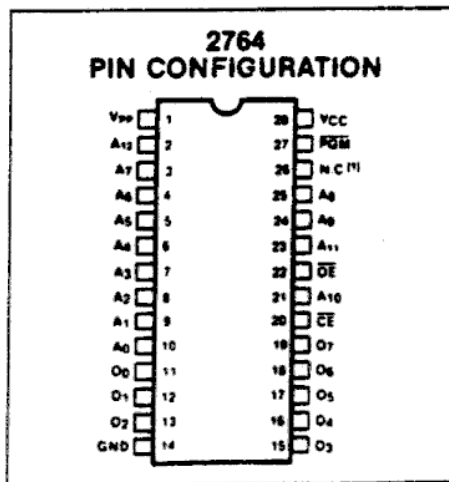 2764
PIN CONFIGURATION
VPP 1 28 VCC
A12 2 27 PGM
A7 3 26 N.C [1]
A6 4 25 A8
A5 5 24 A9
A4 6 23 A11
A3 7 22 OE
A2 8 21 A10
A1 9 20 CE
A0 10 19 O7
O0 11 18 O6
O1 12 17 O5
O2 13 16 O4
GND 14 15 O3